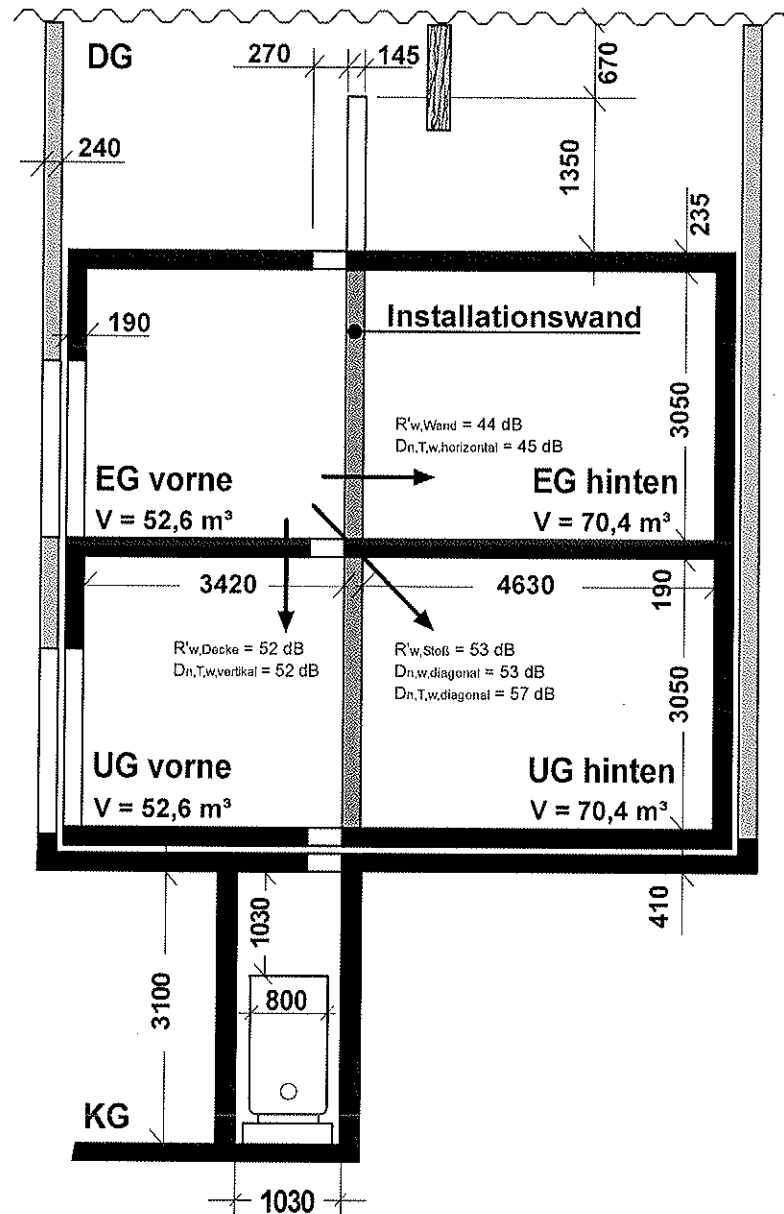 DG
270
145
670
240
1350
235
Installationswand
190
R'w,Wand = 44 dB
Dn,T,w,horizontal = 45 dB
3050
EG vorne
V = 52,6 m³
EG hinten
V = 70,4 m³
3420
4630
190
R'w,Decke = 52 dB
Dn,T,w,vertikal = 52 dB
R'w,Stoß = 53 dB
Dn,w,diagonal = 53 dB
Dn,T,w,diagonal = 57 dB
3050
UG vorne
V = 52,6 m³
UG hinten
V = 70,4 m³
1030
410
3100
800
KG
1030